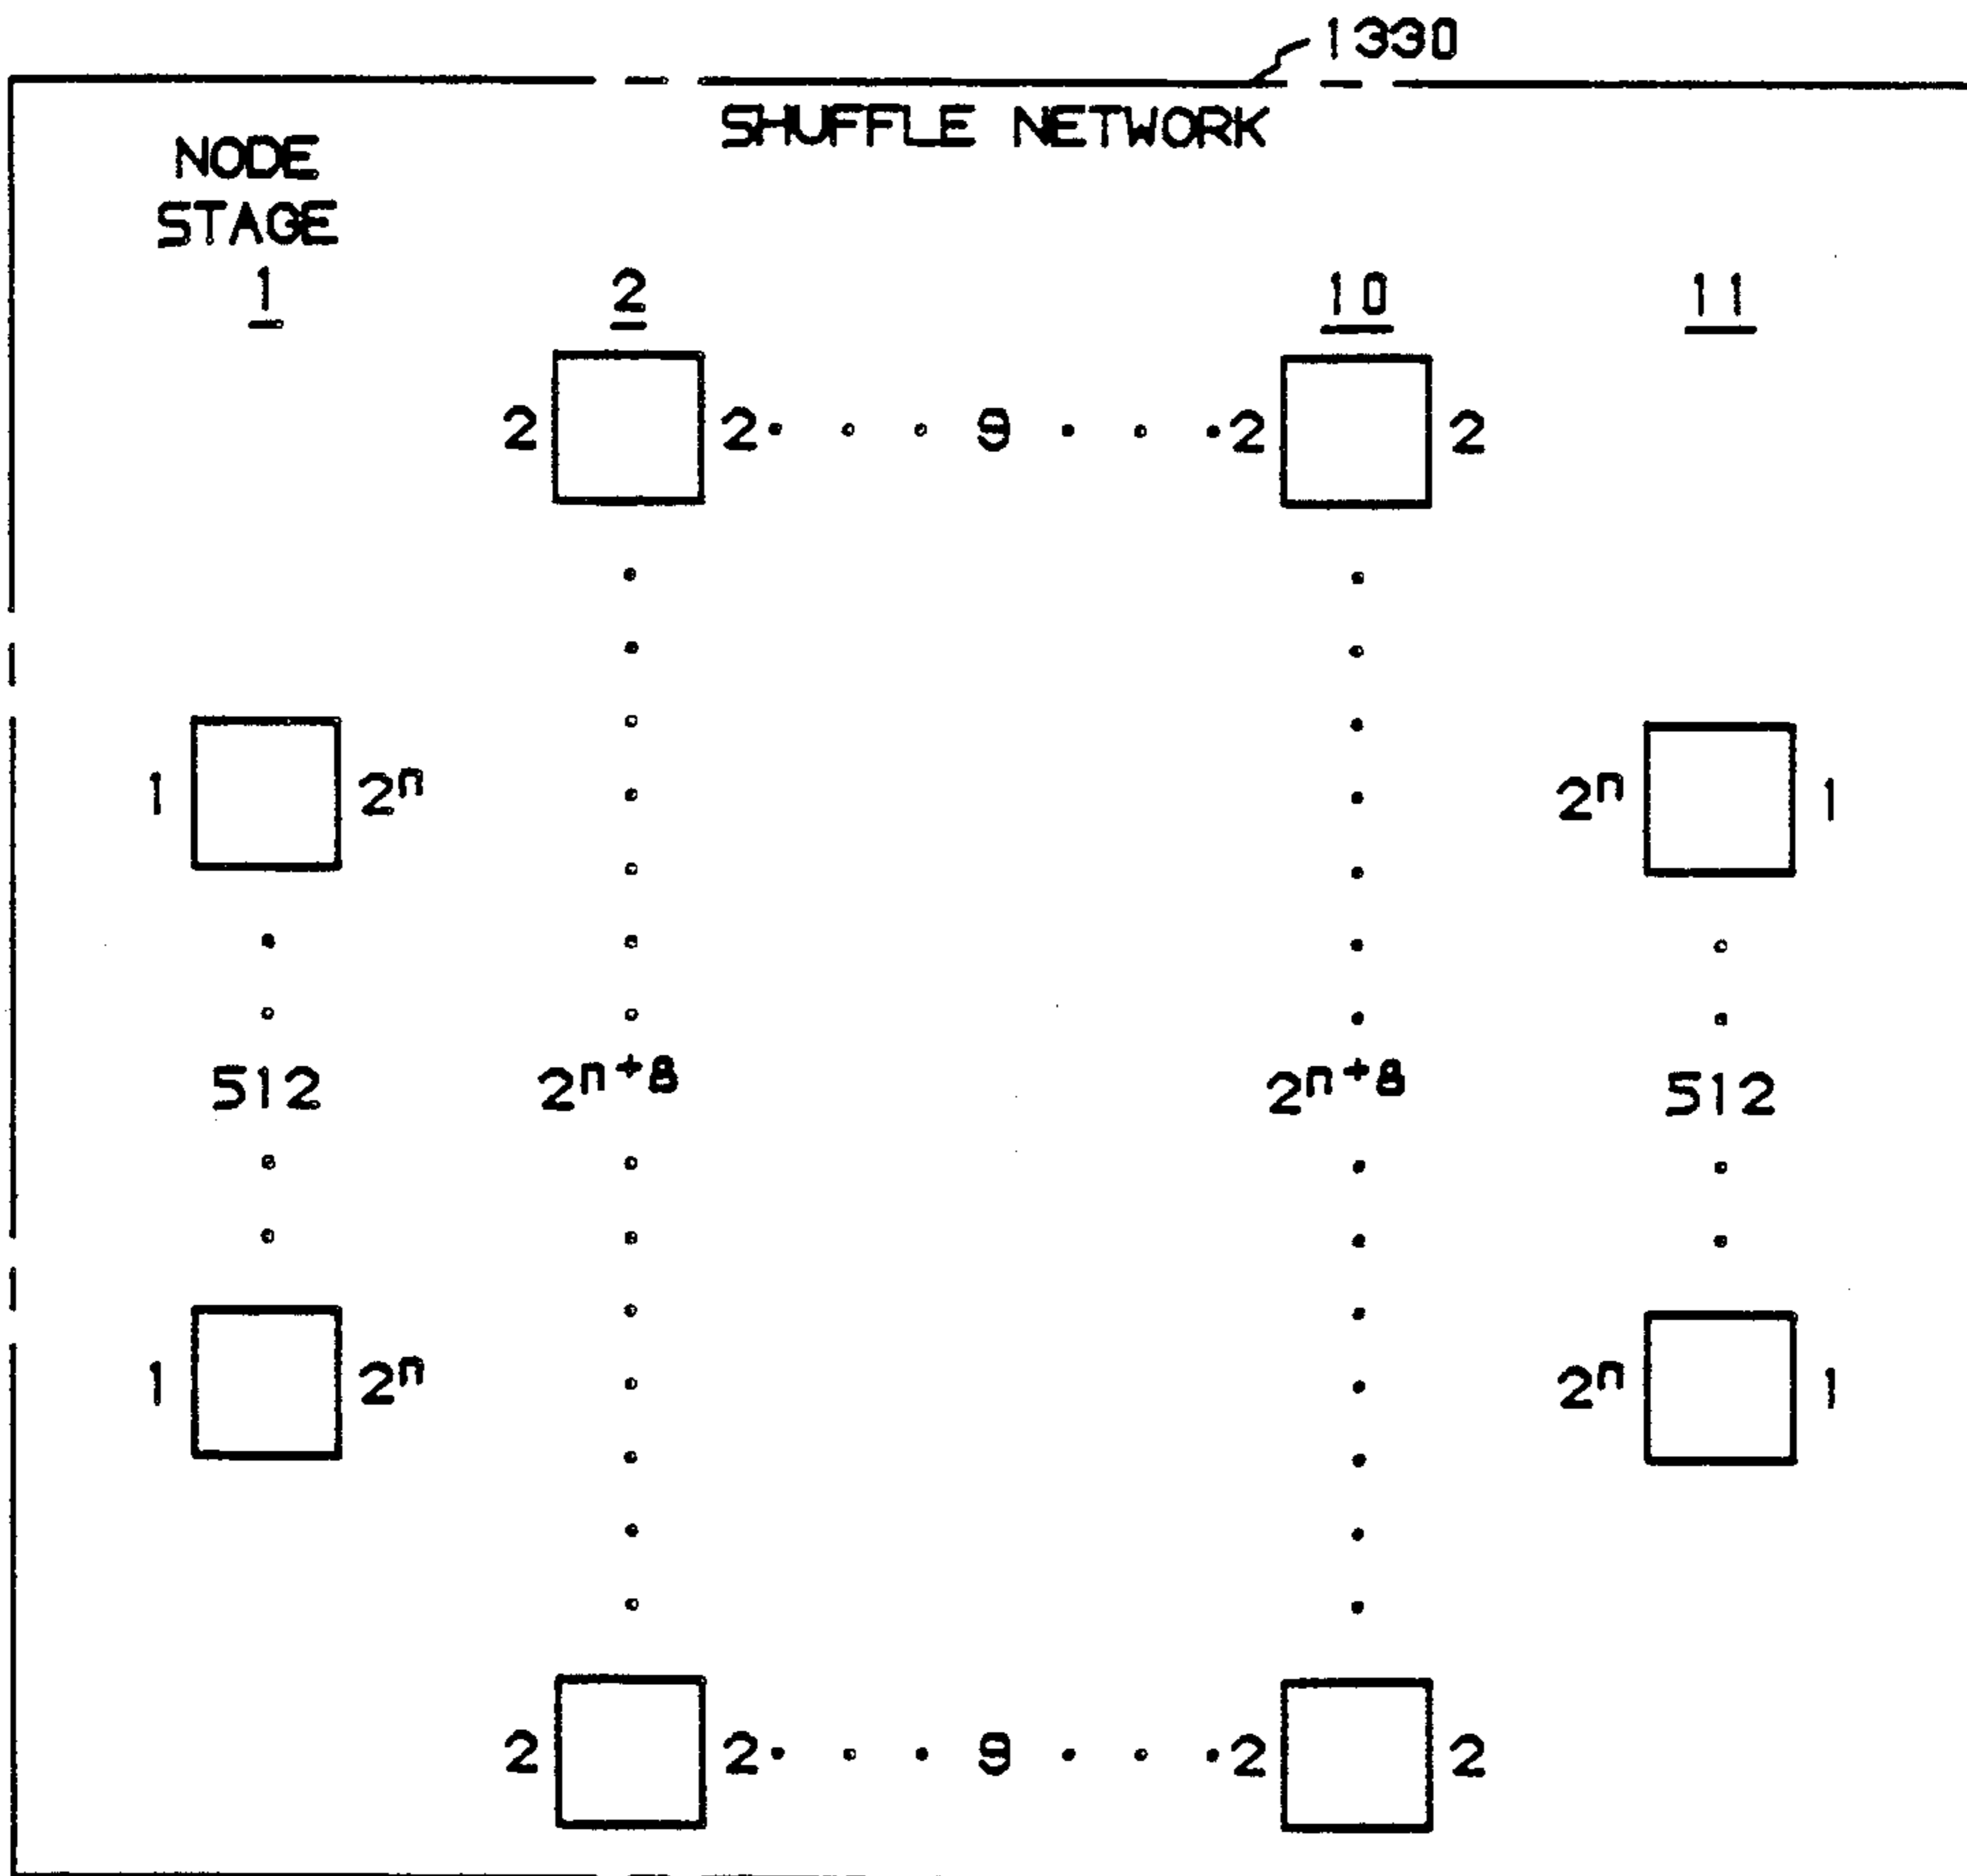 1330
SHUFFLE NETWORK
NODE
STAGE
1 2 10 11
2 2 9 2 2
1 2ⁿ 2ⁿ 1
512 2ⁿ⁺⁸ 2ⁿ⁺⁸ 512
1 2ⁿ 2ⁿ 1
2 2 9 2 2